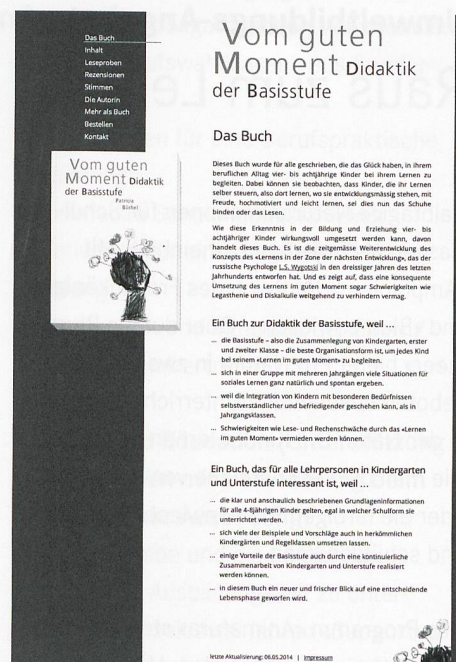 Das Buch
Inhalt
Leseproben
Rezensionen
Stimmen
Die Autorin
Mehr als Buch
Bestellen
Kontakt
Vom guten
Moment Didaktik
der Basisstufe
Patricia
Vom guten
Moment Didaktik
der Basisstufe
Das Buch
Dieses Buch wurde für alle geschrieben, die das Glück haben, in ihrem
beruflichen Alltag vier- bis achtjährige Kinder bei ihrem Lernen zu
begleiten. Dabei können sie beobachten, dass Kinder, die ihr Lernen
selber steuern, also dort lernen, wo sie entwicklungsmässig stehen, mit
Freude, hochmotiviert und leicht lernen, sei dies nun das Schuhe
binden oder das Lesen.
Wie diese Erkenntnis in der Bildung und Erziehung vier- bis
achtjähriger Kinder wirkungsvoll umgesetzt werden kann, davon
handelt dieses Buch. Es ist die zeitgemässe Weiterentwicklung des
Konzeptes des «Lernens in der Zone der nächsten Entwicklung», das der
russische Psychologe L.S. Wygotski in den dreissiger Jahren des letzten
Jahrhunderts entworfen hat. Und es zeigt auf, dass eine konsequente
Umsetzung des Lernens im guten Moment sogar Schwierigkeiten wie
Legasthenie und Diskalkulie weitgehend zu verhindern vermag.
Ein Buch zur Didaktik der Basisstufe, weil ...
... die Basisstufe – also die Zusammenlegung von Kindergarten, erster
und zweiter Klasse – die beste Organisationsform ist, um jedes Kind
bei seinem «Lernen im guten Moment» zu begleiten.
... sich in einer Gruppe mit mehreren Jahrgängen viele Situationen für
soziales Lernen ganz natürlich und spontan ergeben.
... weil die Integration von Kindern mit besonderen Bedürfnissen
selbstverständlicher und befriedigender geschehen kann, als in
Jahrgangsklassen.
... Schwierigkeiten wie Lese- und Rechenschwäche durch das «Lernen
im guten Moment» vermieden werden können.
Ein Buch, das für alle Lehrpersonen in Kindergarten
und Unterstufe interessant ist, weil ...
... die klar und anschaulich beschriebenen Grundlageninformationen
für alle 4-8jährigen Kinder gelten, egal in welcher Schulform sie
unterrichtet werden.
... sich viele der Beispiele und Vorschläge auch in herkömmlichen
Kindergärten und Regelklassen umsetzen lassen.
... einige Vorteile der Basisstufe auch durch eine kontinuierliche
Zusammenarbeit von Kindergarten und Unterstufe realisiert
werden können.
... in diesem Buch ein neuer und frischer Blick auf eine entscheidende
Lebensphase geworfen wird.
letzte Aktualisierung: 06.05.2014 | Impressum